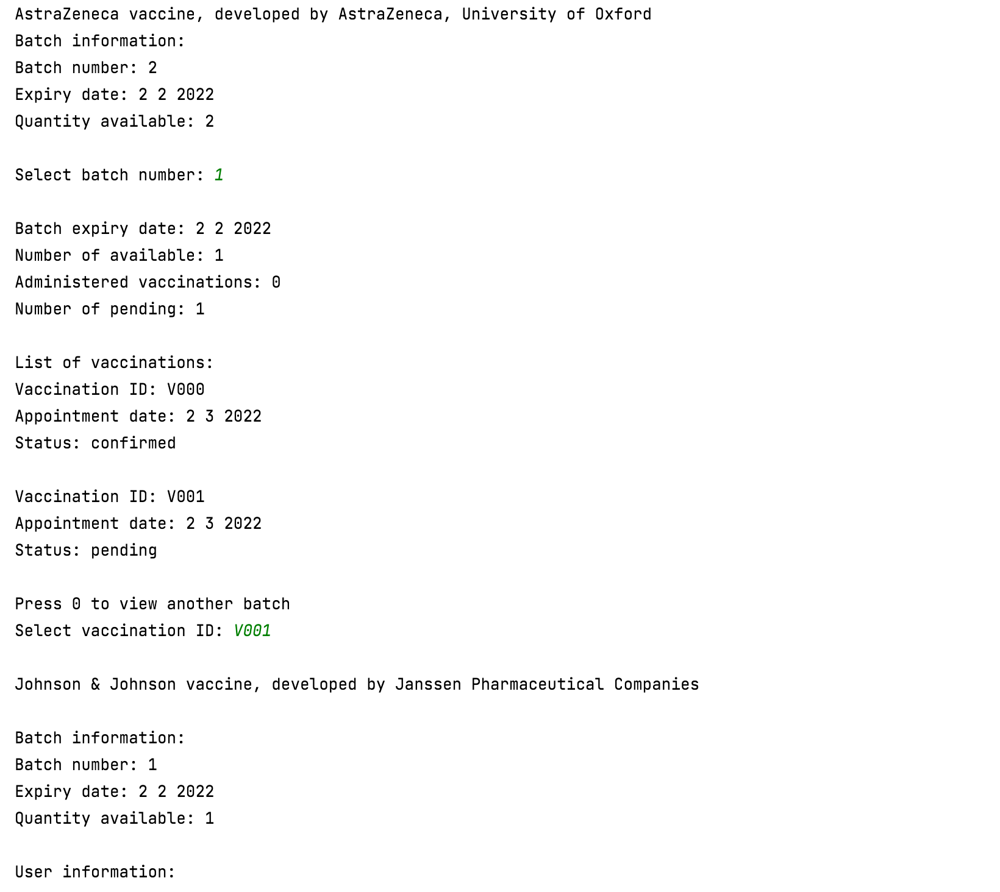 AstraZeneca vaccine, developed by AstraZeneca, University of Oxford
Batch information:
Batch number: 2
Expiry date: 2 2 2022
Quantity available: 2
Select batch number: 1
Batch expiry date: 2 2 2022
Number of available: 1
Administered vaccinations: 0
Number of pending: 1
List of vaccinations:
Vaccination ID: V000
Appointment date: 2 3 2022
Status: confirmed
Vaccination ID: V001
Appointment date: 2 3 2022
Status: pending
Press 0 to view another batch
Select vaccination ID: V001
Johnson & Johnson vaccine, developed by Janssen Pharmaceutical Companies
Batch information:
Batch number: 1
Expiry date: 2 2 2022
Quantity available: 1
User information: